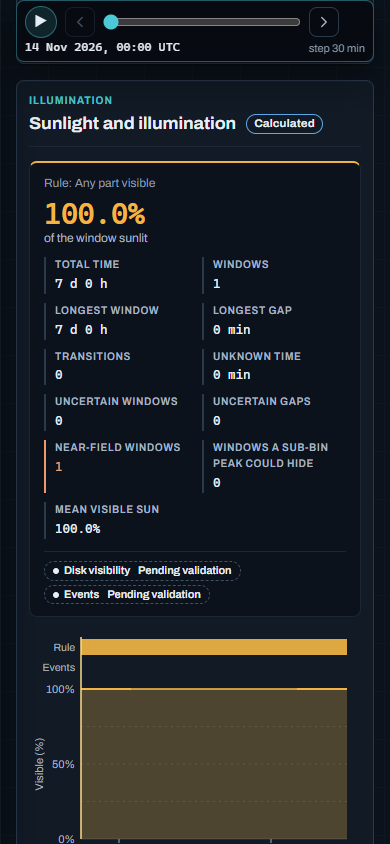 14 Nov 2026, 00:00 UTC
step 30 min
ILLUMINATION
Sunlight and illumination
Calculated
Rule: Any part visible
100.0%
of the window sunlit
TOTAL TIME
7 d 0 h
WINDOWS
1
LONGEST WINDOW
7 d 0 h
LONGEST GAP
0 min
TRANSITIONS
0
UNKNOWN TIME
0 min
UNCERTAIN WINDOWS
0
UNCERTAIN GAPS
0
NEAR-FIELD WINDOWS
1
WINDOWS A SUB-BIN
PEAK COULD HIDE
0
MEAN VISIBLE SUN
100.0%
Disk visibility Pending validation
Events Pending validation
Rule
Events
100%
50%
0%
Visible (%)